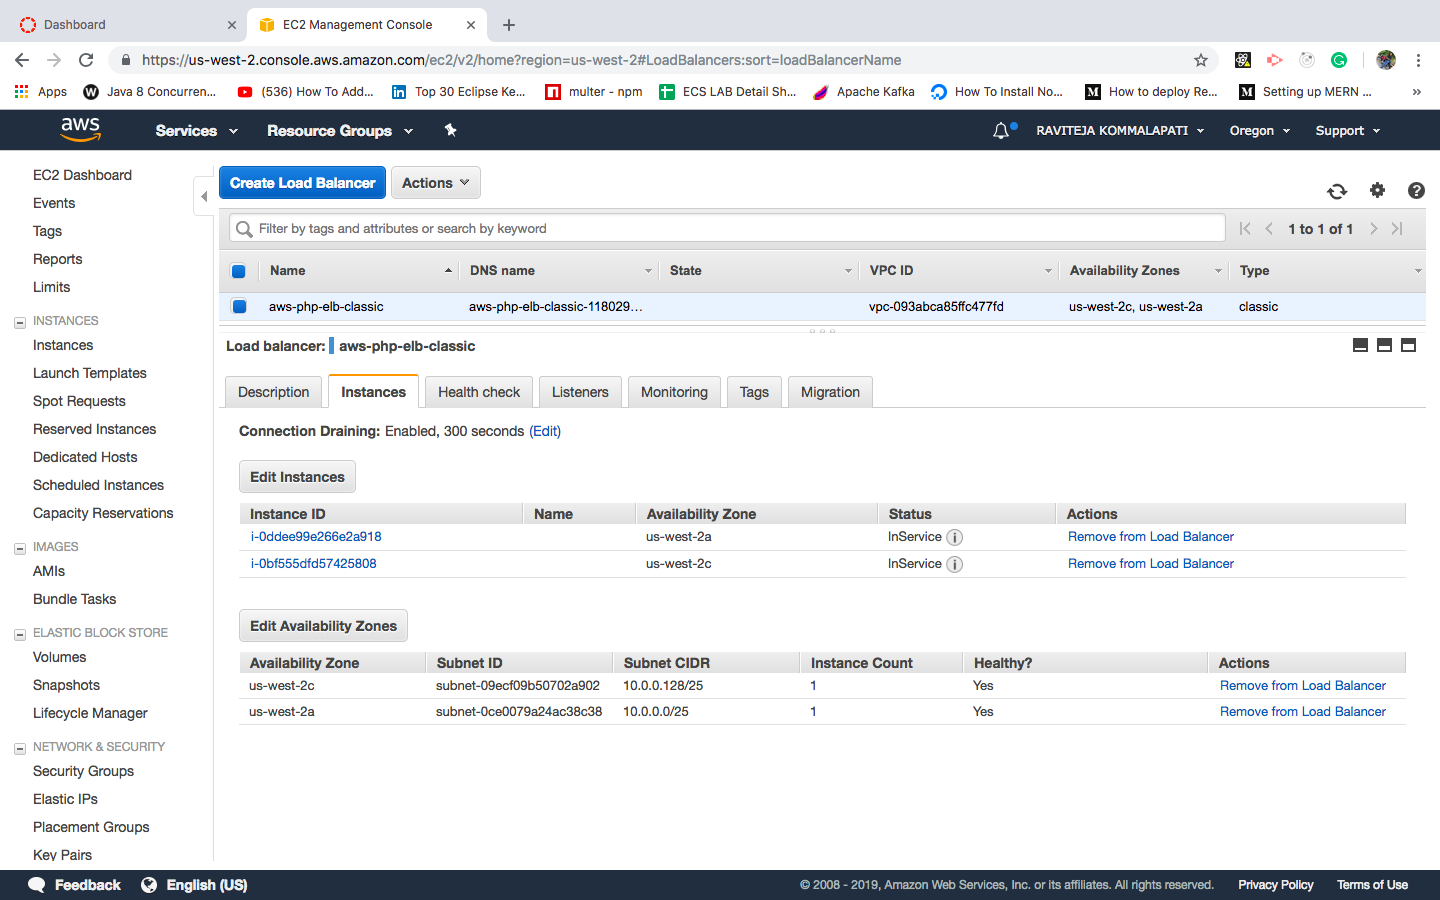 Dashboard
EC2 Management Console
https://us-west-2.console.aws.amazon.com/ec2/v2/home?region=us-west-2#LoadBalancers:sort=loadBalancerName
Apps
Java 8 Concurren...
(536) How To Add...
Top 30 Eclipse Ke...
multer - npm
ECS LAB Detail Sh...
Apache Kafka
How To Install No...
How to deploy Re...
Setting up MERN ...
aws
Services
Resource Groups
RAVITEJA KOMMALAPATI
Oregon
Support
EC2 Dashboard
Events
Tags
Reports
Limits
INSTANCES
Instances
Launch Templates
Spot Requests
Reserved Instances
Dedicated Hosts
Scheduled Instances
Capacity Reservations
IMAGES
AMIs
Bundle Tasks
ELASTIC BLOCK STORE
Volumes
Snapshots
Lifecycle Manager
NETWORK & SECURITY
Security Groups
Elastic IPs
Placement Groups
Key Pairs
Create Load Balancer
Actions
Filter by tags and attributes or search by keyword
1 to 1 of 1
Name DNS name State VPC ID Availability Zones Type
aws-php-elb-classic aws-php-elb-classic-118029... vpc-093abca85ffc477fd us-west-2c, us-west-2a classic
Load balancer: aws-php-elb-classic
Description Instances Health check Listeners Monitoring Tags Migration
Connection Draining: Enabled, 300 seconds (Edit)
Edit Instances
Instance ID Name Availability Zone Status Actions
i-0ddee99e266e2a918 us-west-2a InService Remove from Load Balancer
i-0bf555dfd57425808 us-west-2c InService Remove from Load Balancer
Edit Availability Zones
Availability Zone Subnet ID Subnet CIDR Instance Count Healthy? Actions
us-west-2c subnet-09ecf09b50702a902 10.0.0.128/25 1 Yes Remove from Load Balancer
us-west-2a subnet-0ce0079a24ac38c38 10.0.0.0/25 1 Yes Remove from Load Balancer
Feedback
English (US)
© 2008 - 2019, Amazon Web Services, Inc. or its affiliates. All rights reserved.
Privacy Policy
Terms of Use